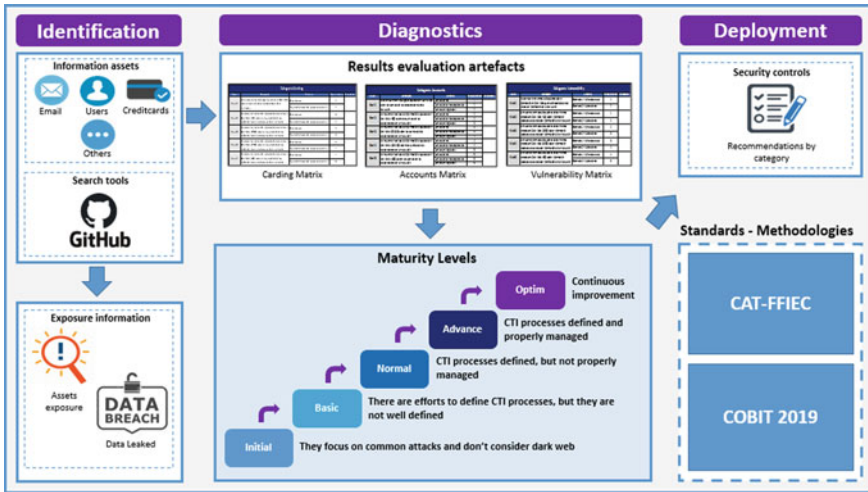 Identification
Information assets
Email
Users
Creditcards
Others
Search tools
GitHub
Exposure information
Assets
exposure
DATA
BREACH
Data Leaked
Diagnostics
Results evaluation artefacts
Carding Matrix
Accounts Matrix
Vulnerability Matrix
Maturity Levels
Optim
Continuous
improvement
Advance
CTI processes defined and
properly managed
Normal
CTI processes defined, but not properly
managed
Basic
There are efforts to define CTI processes, but they are
not well defined
Initial
They focus on common attacks and don't consider dark web
Deployment
Security controls
Recommendations by
category
Standards - Methodologies
CAT-FFIEC
COBIT 2019